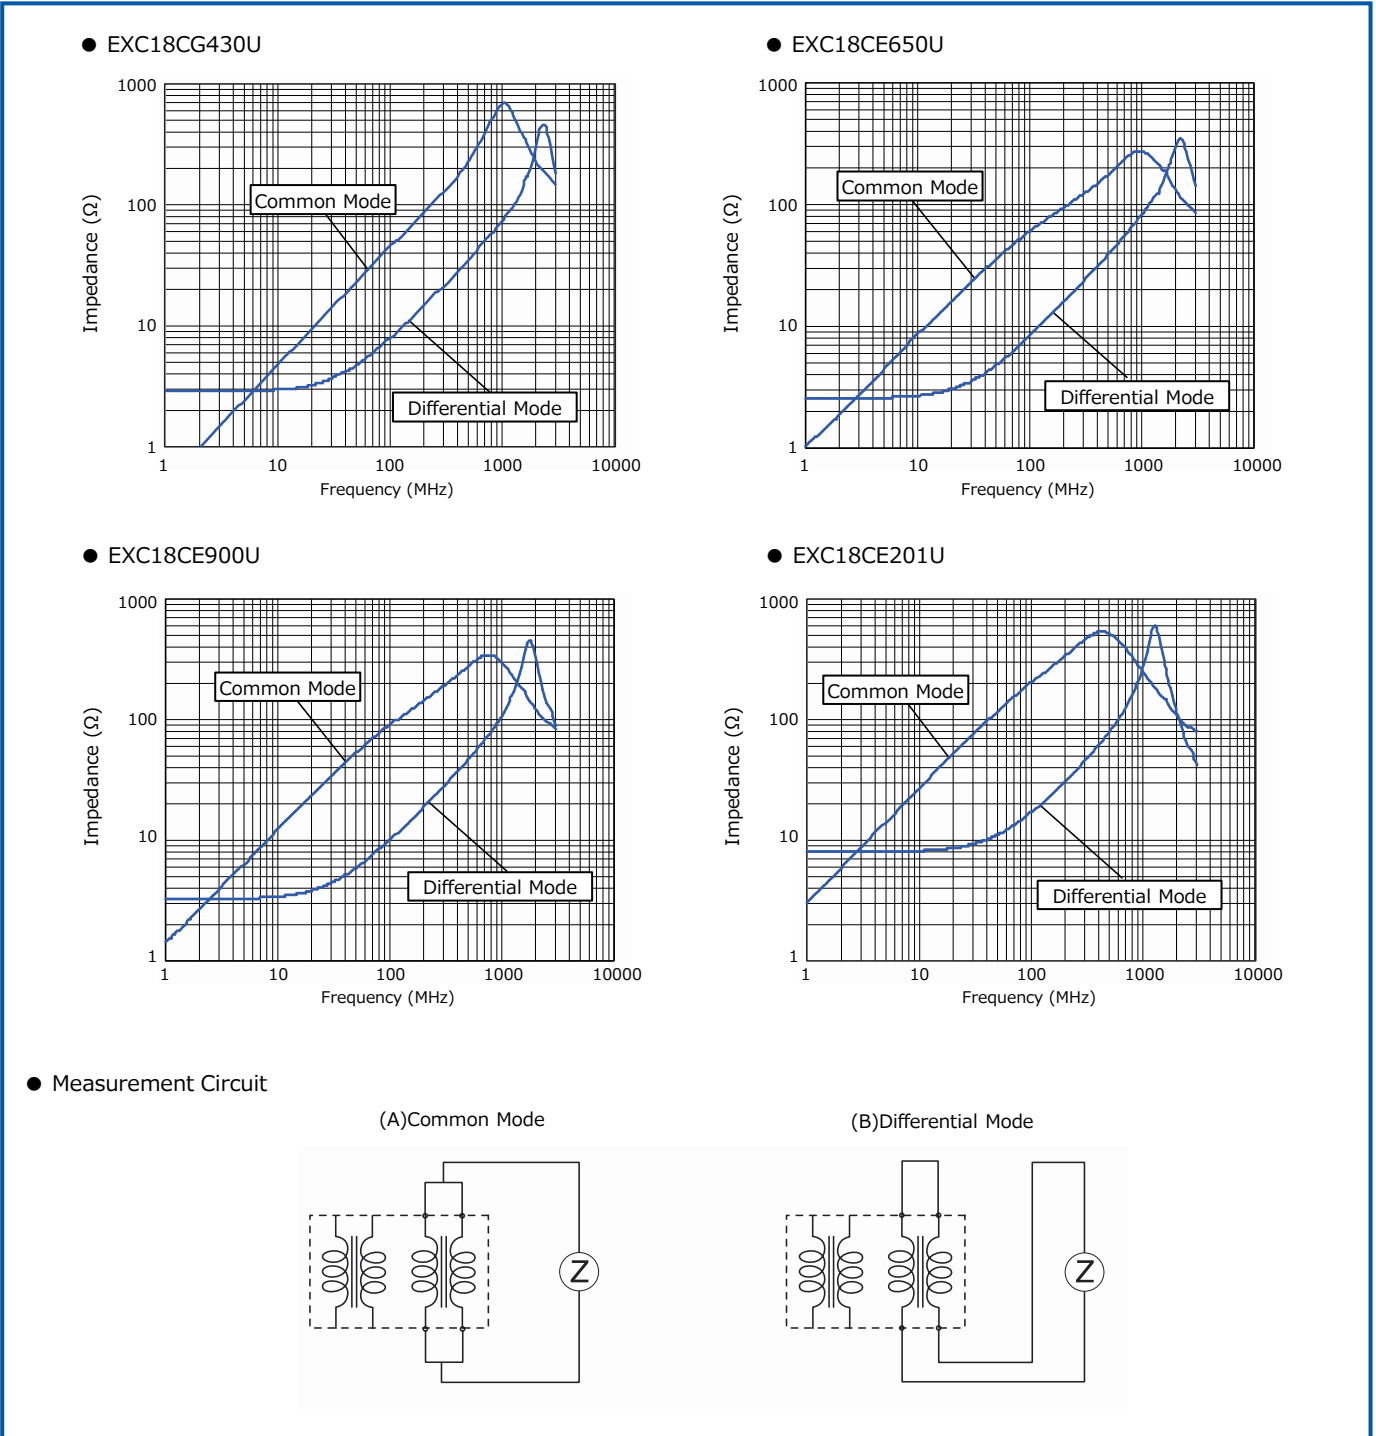 ● EXC18CG430U
1000
100
10
1
Impedance (Ω)
Common Mode
Differential Mode
1 10 100 1000 10000
Frequency (MHz)
● EXC18CE650U
1000
100
10
1
Impedance (Ω)
Common Mode
Differential Mode
1 10 100 1000 10000
Frequency (MHz)
● EXC18CE900U
1000
100
10
1
Impedance (Ω)
Common Mode
Differential Mode
1 10 100 1000 10000
Frequency (MHz)
● EXC18CE201U
1000
100
10
1
Impedance (Ω)
Common Mode
Differential Mode
1 10 100 1000 10000
Frequency (MHz)
● Measurement Circuit
(A)Common Mode
Z
(B)Differential Mode
Z